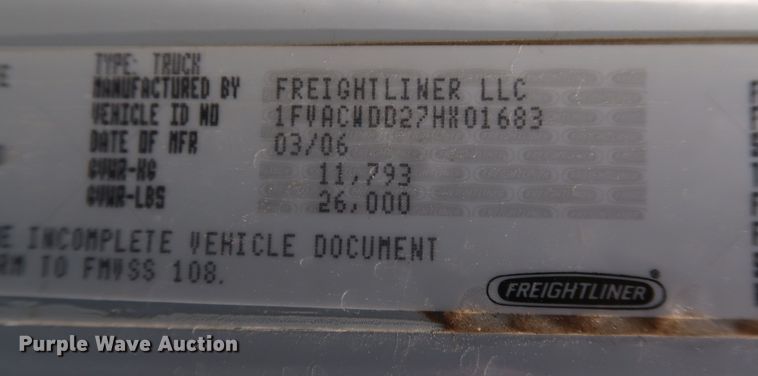 TYPE: TRUCK
MANUFACTURED BY FREIGHTLINER LLC
VEHICLE ID NO 1FVACWDD27HX01683
DATE OF MFR 03/06
GVWR-KG 11,793
GVWR-LBS 26,000
E INCOMPLETE VEHICLE DOCUMENT
RM TO FMVSS 108.
FREIGHTLINER®
Purple Wave Auction